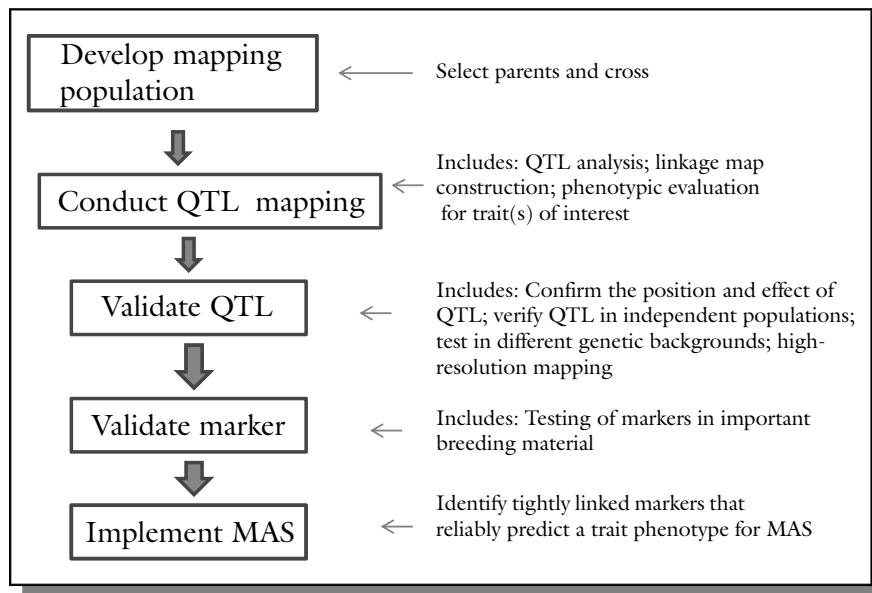 Develop mapping
population
Select parents and cross
Conduct QTL mapping
Includes: QTL analysis; linkage map
construction; phenotypic evaluation
for trait(s) of interest
Validate QTL
Includes: Confirm the position and effect of
QTL; verify QTL in independent populations;
test in different genetic backgrounds; high-
resolution mapping
Validate marker
Includes: Testing of markers in important
breeding material
Implement MAS
Identify tightly linked markers that
reliably predict a trait phenotype for MAS